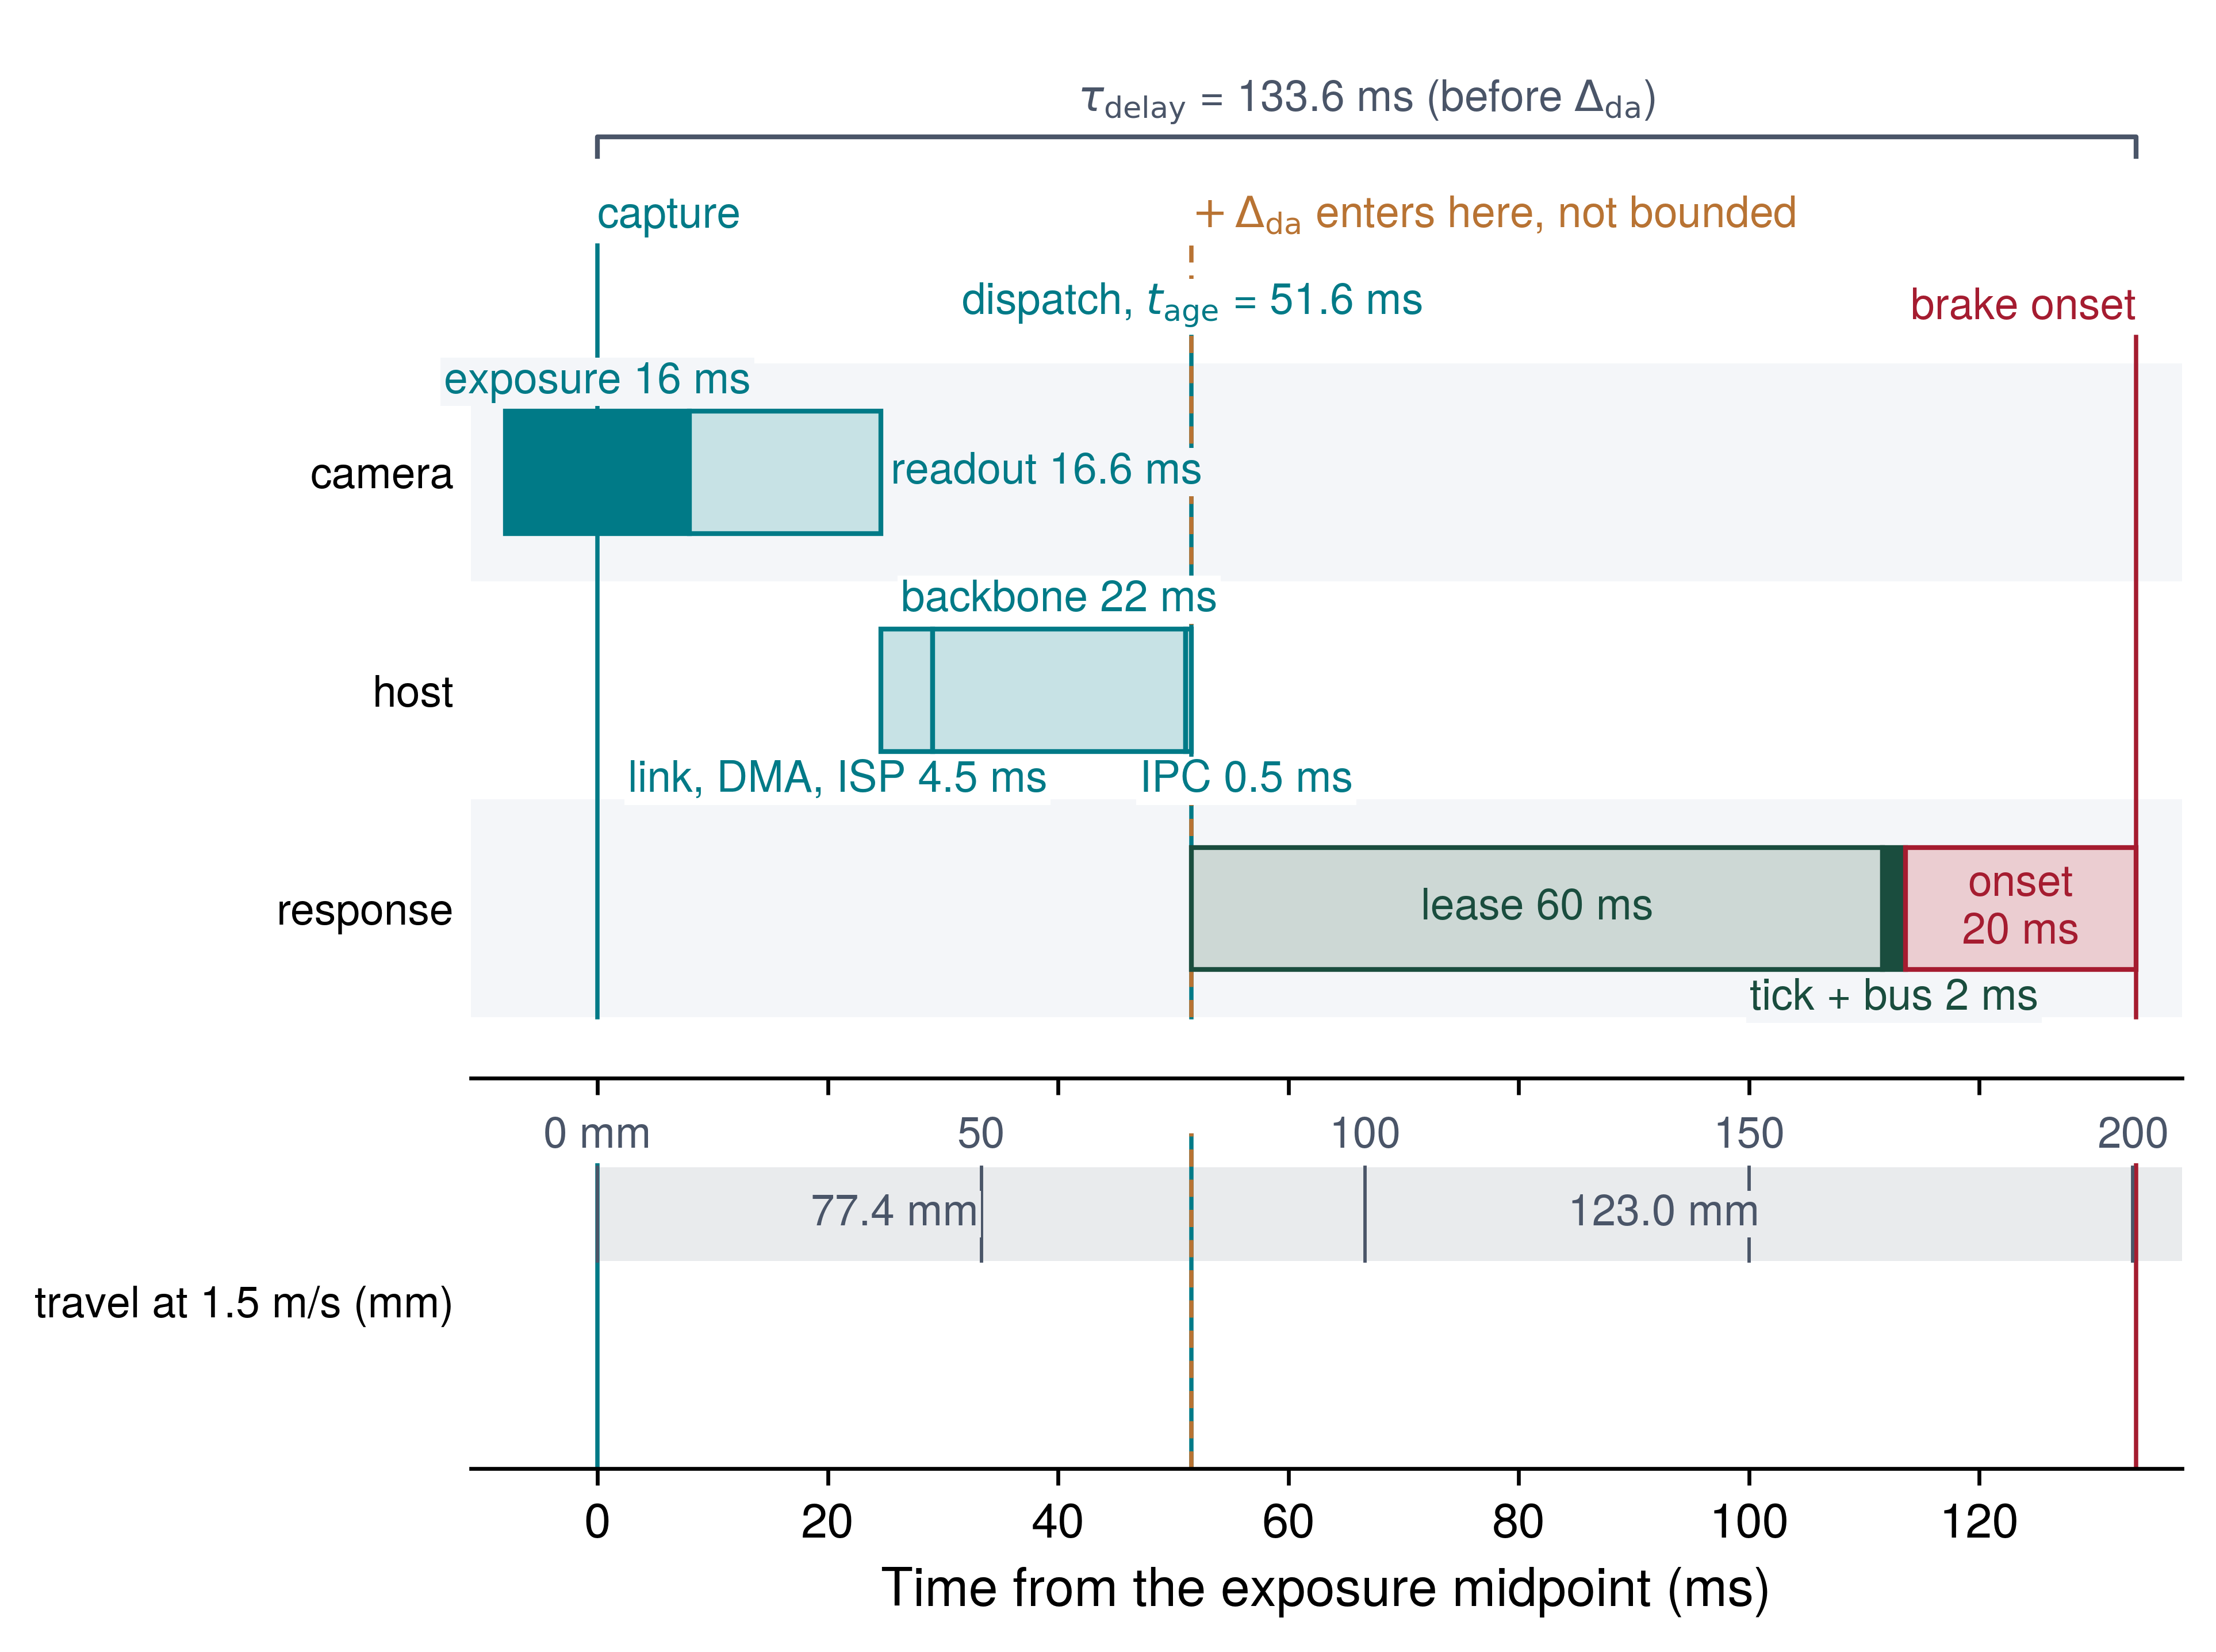 τdelay = 133.6 ms (before Δda)
capture
+ Δda enters here, not bounded
dispatch, tage = 51.6 ms
brake onset
exposure 16 ms
camera
readout 16.6 ms
backbone 22 ms
host
link, DMA, ISP 4.5 ms
IPC 0.5 ms
response
lease 60 ms
onset
20 ms
tick + bus 2 ms
0 mm 50 100 150 200
77.4 mm
123.0 mm
travel at 1.5 m/s (mm)
0 20 40 60 80 100 120
Time from the exposure midpoint (ms)